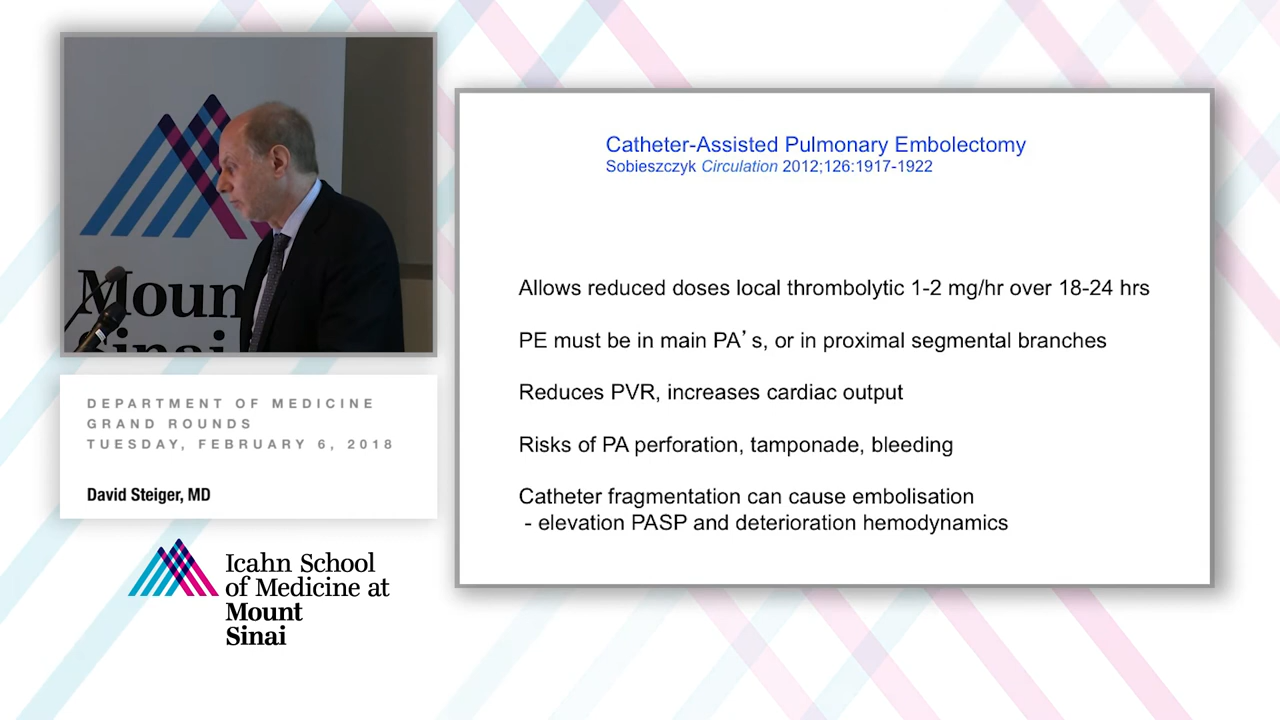 Moun
Sinai
DEPARTMENT OF MEDICINE
GRAND ROUNDS
TUESDAY, FEBRUARY 6, 2018
David Steiger, MD
Icahn School
of Medicine at
Mount
Sinai
Catheter-Assisted Pulmonary Embolectomy
Sobieszczyk Circulation 2012;126:1917-1922
Allows reduced doses local thrombolytic 1-2 mg/hr over 18-24 hrs
PE must be in main PA’s, or in proximal segmental branches
Reduces PVR, increases cardiac output
Risks of PA perforation, tamponade, bleeding
Catheter fragmentation can cause embolisation
- elevation PASP and deterioration hemodynamics